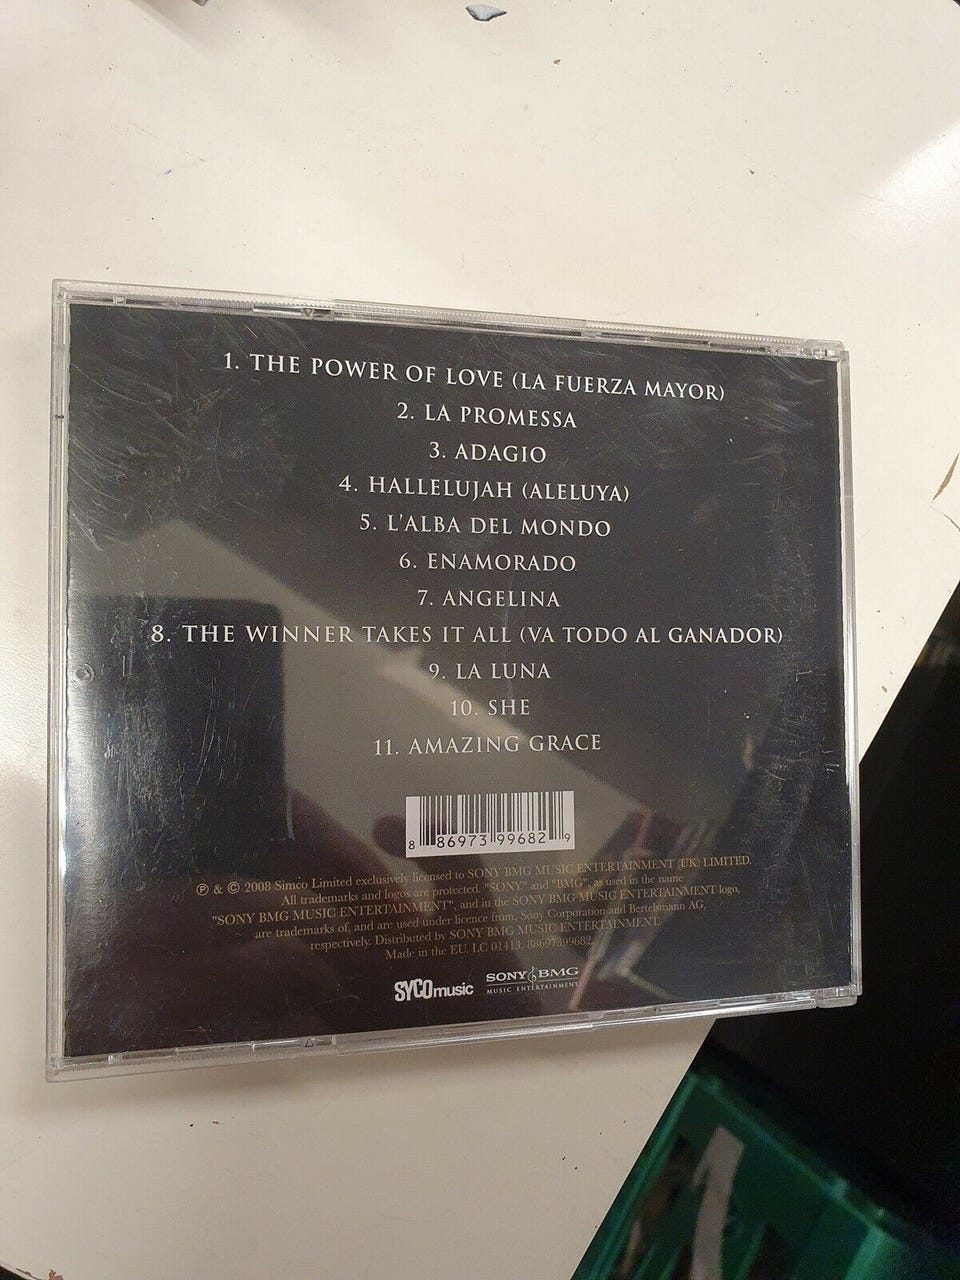 1. THE POWER OF LOVE (LA FUERZA MAYOR)
2. LA PROMESSA
3. ADAGIO
4. HALLELUJAH (ALELUYA)
5. L'ALBA DEL MONDO
6. ENAMORADO
7. ANGELINA
8. THE WINNER TAKES IT ALL (VA TODO AL GANADOR)
9. LA LUNA
10. SHE
11. AMAZING GRACE
8 86973 99682 9
℗ & © 2008 Simco Limited exclusively licensed to SONY BMG MUSIC ENTERTAINMENT (UK) LIMITED.
All trademarks and logos are protected. "SONY" and "BMG", as used in the name
"SONY BMG MUSIC ENTERTAINMENT", and in the SONY BMG MUSIC ENTERTAINMENT logo,
are trademarks of, and are used under licence from, Sony Corporation and Bertelsmann AG,
respectively. Distributed by SONY BMG MUSIC ENTERTAINMENT.
Made in the EU. LC 01413. 88697399682
SYCOmusic
SONY BMG
MUSIC ENTERTAINMENT